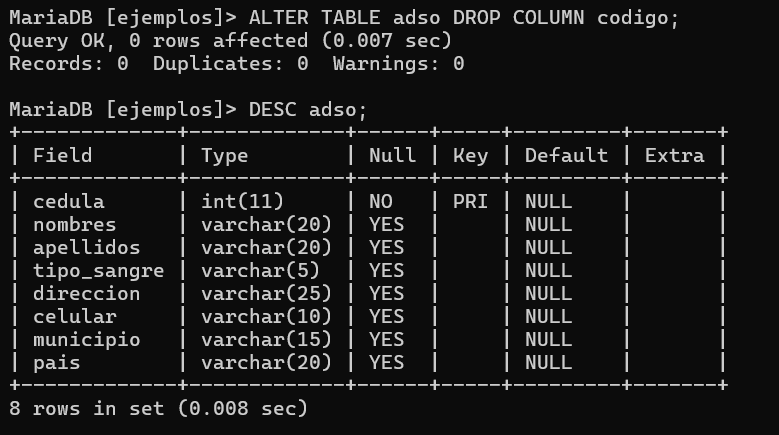 MariaDB [ejemplos]> ALTER TABLE adso DROP COLUMN codigo;
Query OK, 0 rows affected (0.007 sec)
Records: 0  Duplicates: 0  Warnings: 0

MariaDB [ejemplos]> DESC adso;
+-------------+-------------+------+-----+---------+-------+
| Field       | Type        | Null | Key | Default | Extra |
+-------------+-------------+------+-----+---------+-------+
| cedula      | int(11)     | NO   | PRI | NULL    |       |
| nombres     | varchar(20) | YES  |     | NULL    |       |
| apellidos   | varchar(20) | YES  |     | NULL    |       |
| tipo_sangre | varchar(5)  | YES  |     | NULL    |       |
| direccion   | varchar(25) | YES  |     | NULL    |       |
| celular     | varchar(10) | YES  |     | NULL    |       |
| municipio   | varchar(15) | YES  |     | NULL    |       |
| pais        | varchar(20) | YES  |     | NULL    |       |
+-------------+-------------+------+-----+---------+-------+
8 rows in set (0.008 sec)